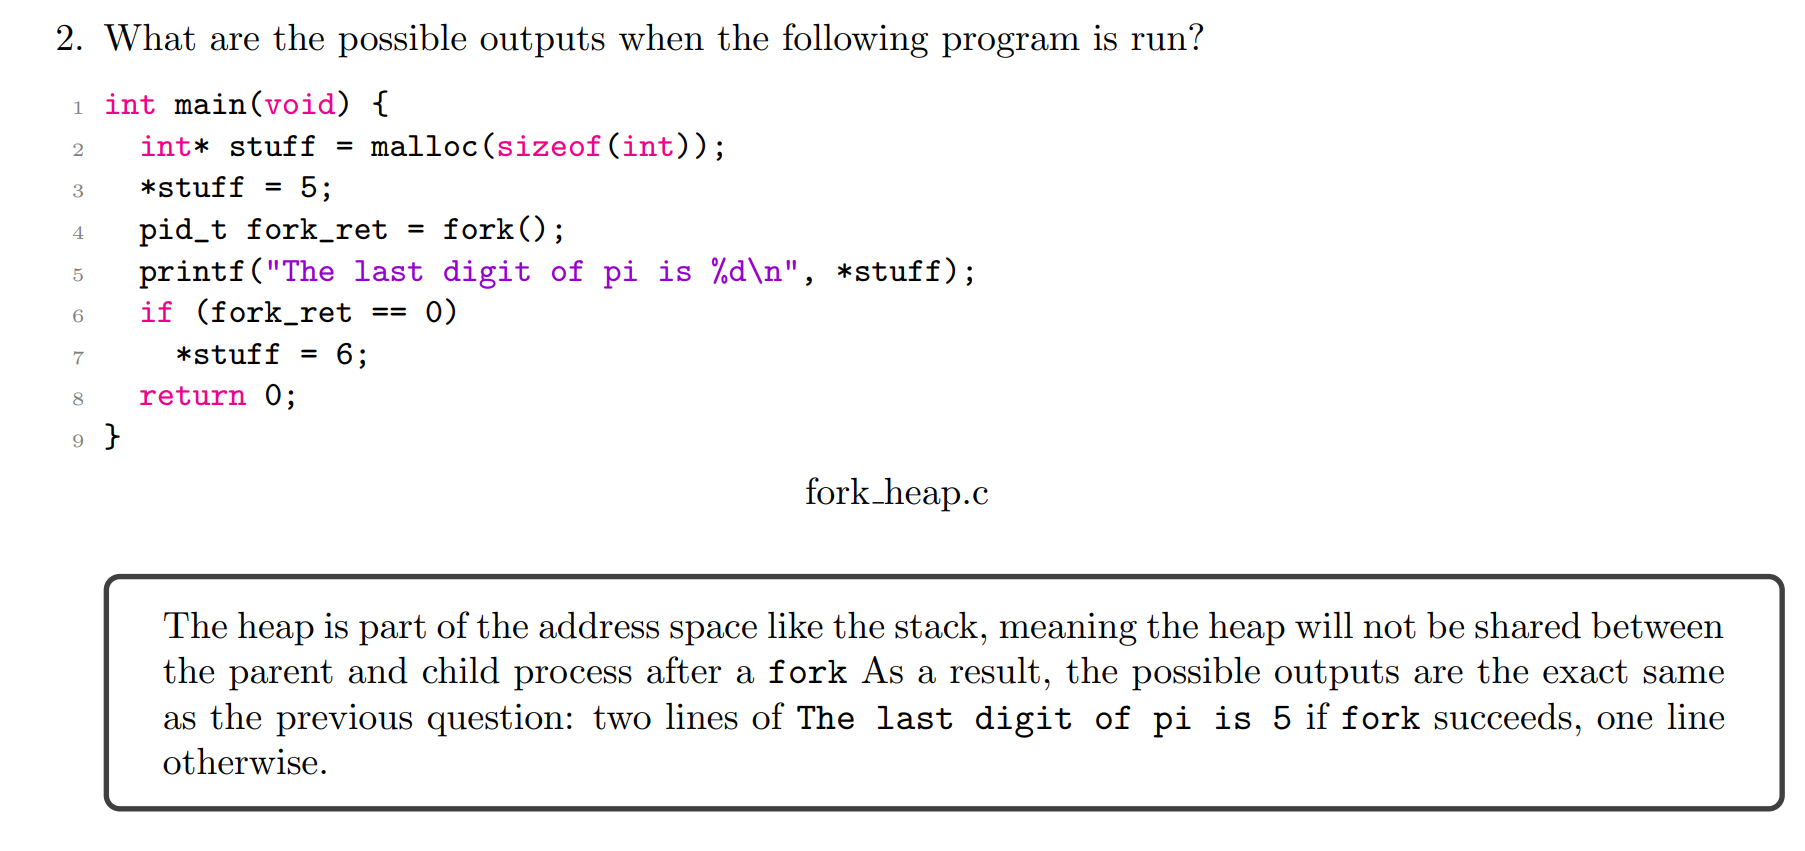 2. What are the possible outputs when the following program is run?
1 int main(void) {
2   int* stuff = malloc(sizeof(int));
3   *stuff = 5;
4   pid_t fork_ret = fork();
5   printf("The last digit of pi is %d\n", *stuff);
6   if (fork_ret == 0)
7     *stuff = 6;
8   return 0;
9 }
fork_heap.c
The heap is part of the address space like the stack, meaning the heap will not be shared between
the parent and child process after a fork As a result, the possible outputs are the exact same
as the previous question: two lines of The last digit of pi is 5 if fork succeeds, one line
otherwise.